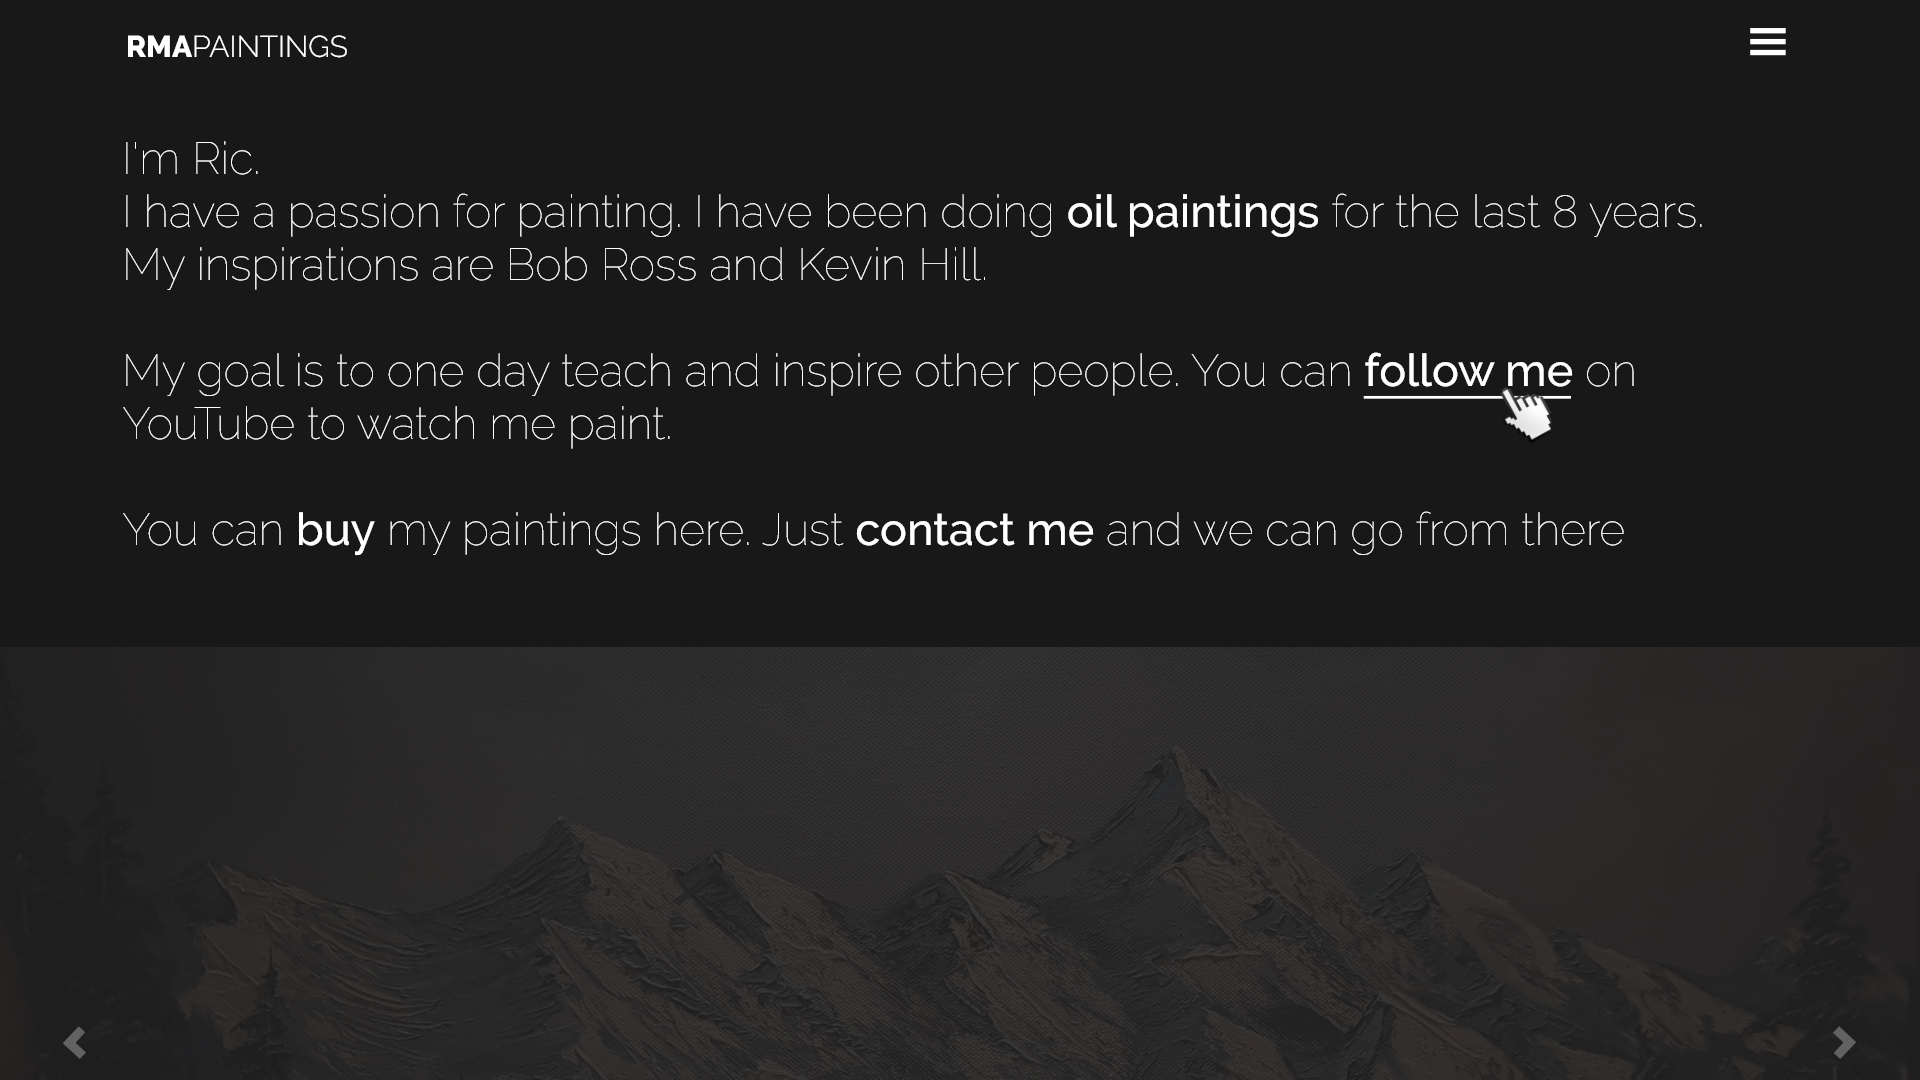 RMAPAINTINGS
I'm Ric.
I have a passion for painting. I have been doing oil paintings for the last 8 years.
My inspirations are Bob Ross and Kevin Hill.
My goal is to one day teach and inspire other people. You can follow me on
YouTube to watch me paint.
You can buy my paintings here. Just contact me and we can go from there